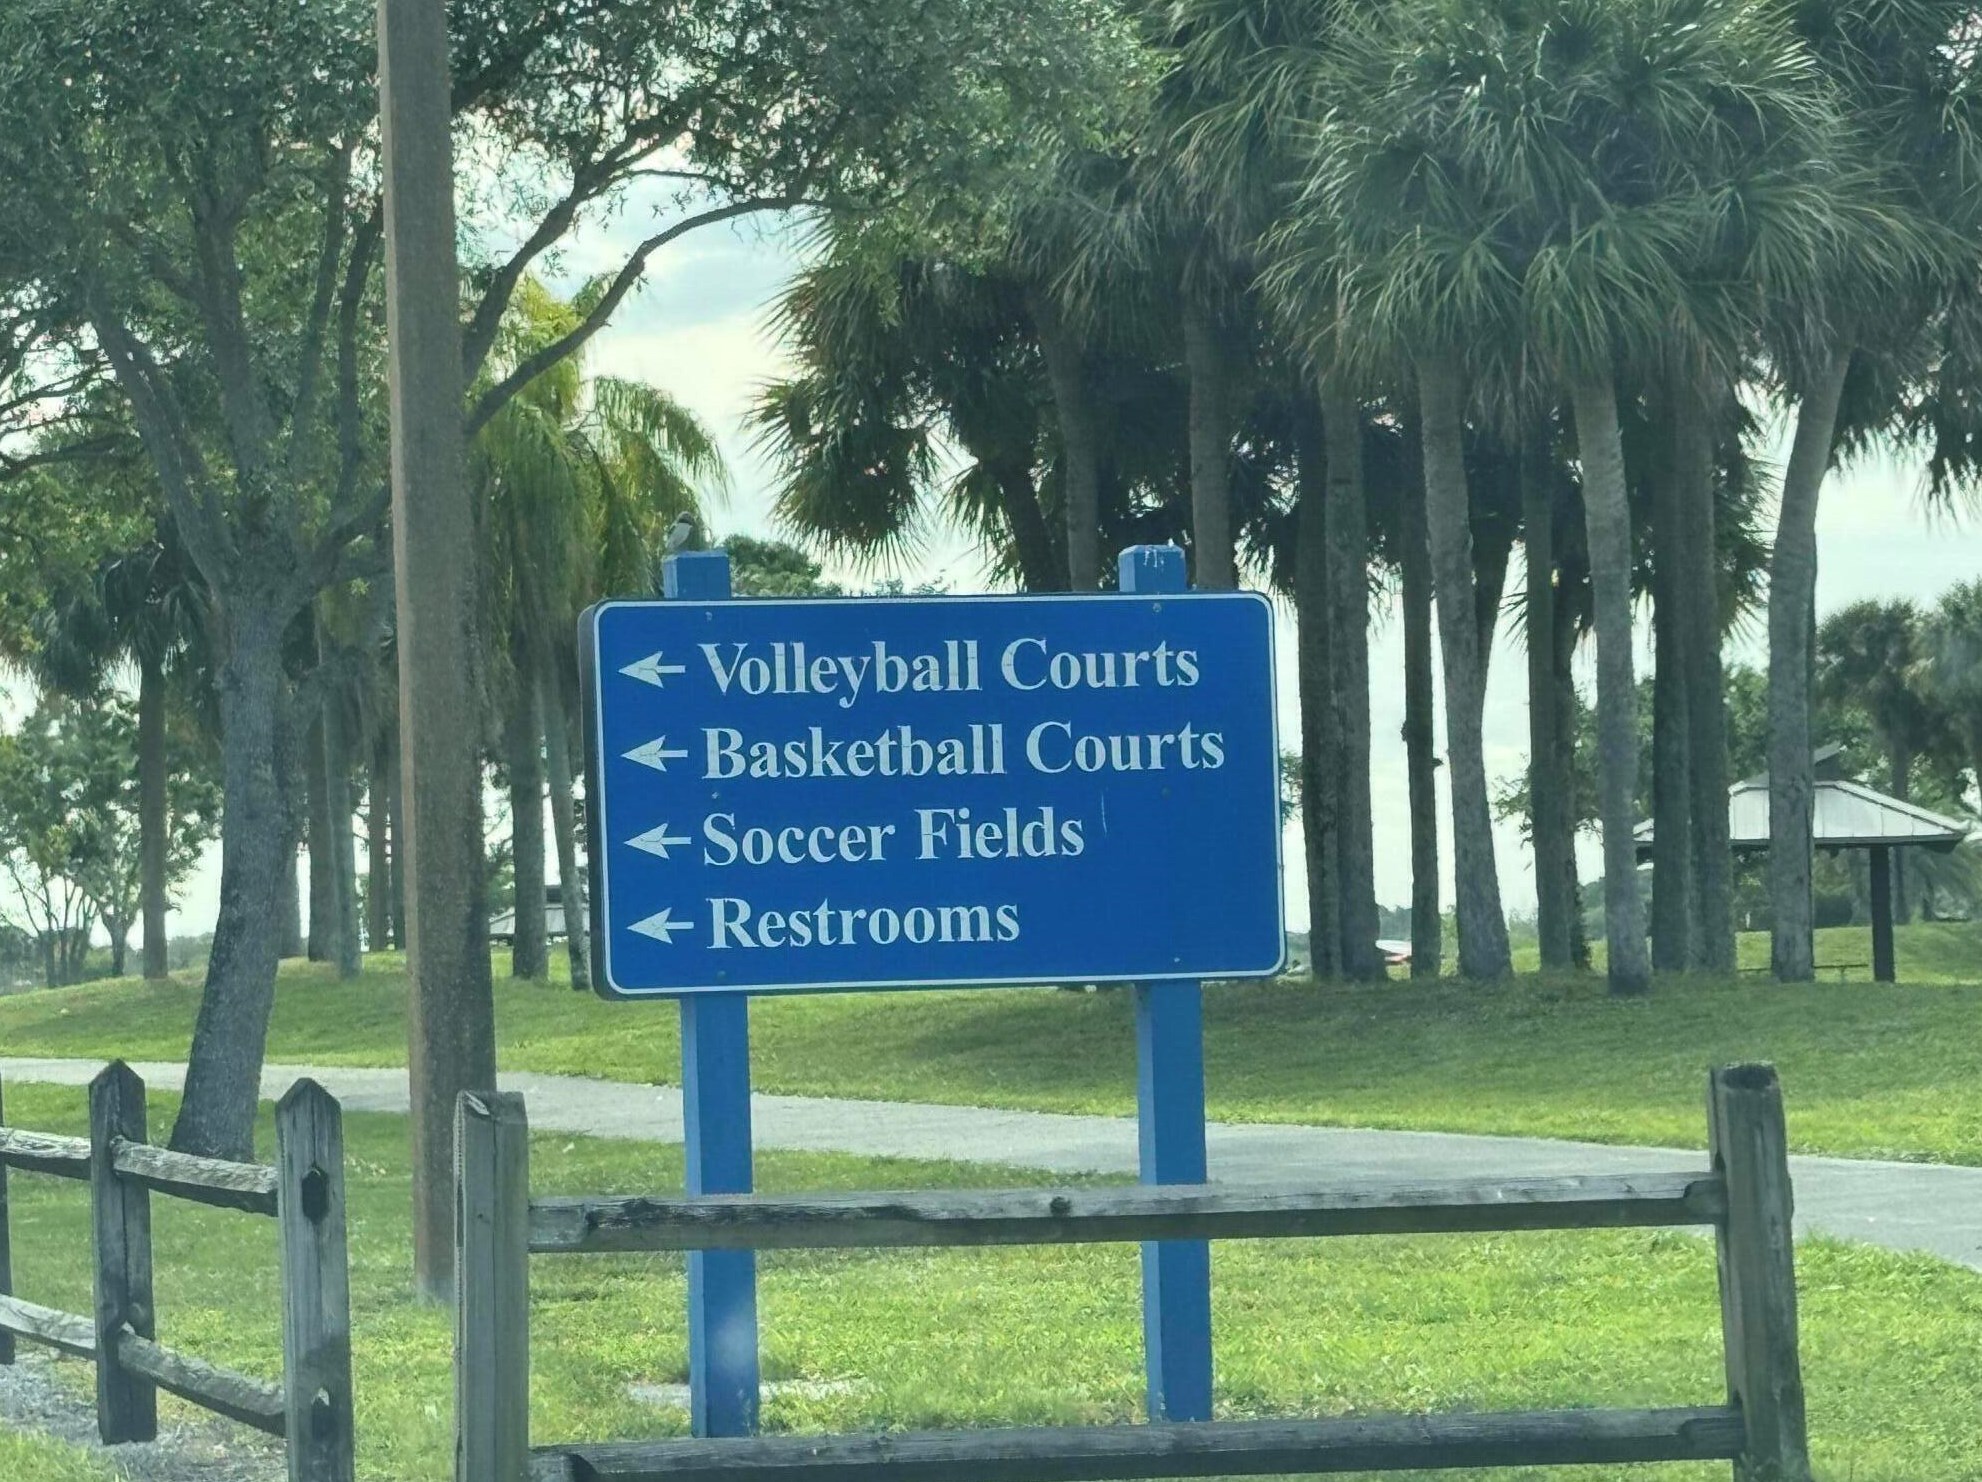 ← Volleyball Courts
← Basketball Courts
← Soccer Fields
← Restrooms